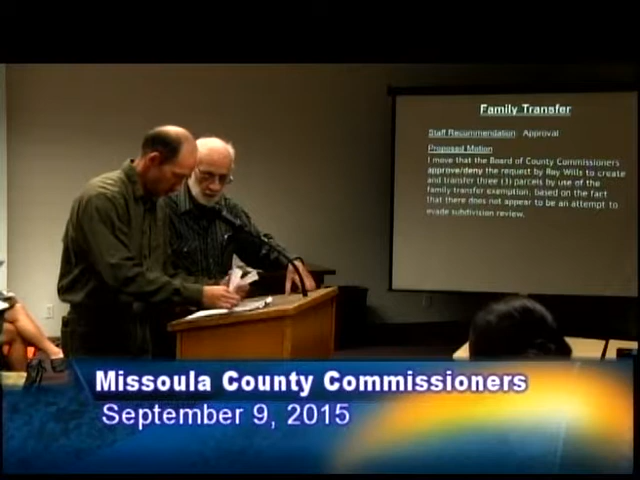 Family Transfer
Staff Recommendation: Approval
Proposed Motion
I move that the Board of County Commissioners
approve/deny the request by Ray Wills to create
and transfer three (3) parcels by use of the
family transfer exemption, based on the fact
that there does not appear to be an attempt to
evade subdivision review.
Missoula County Commissioners
September 9, 2015